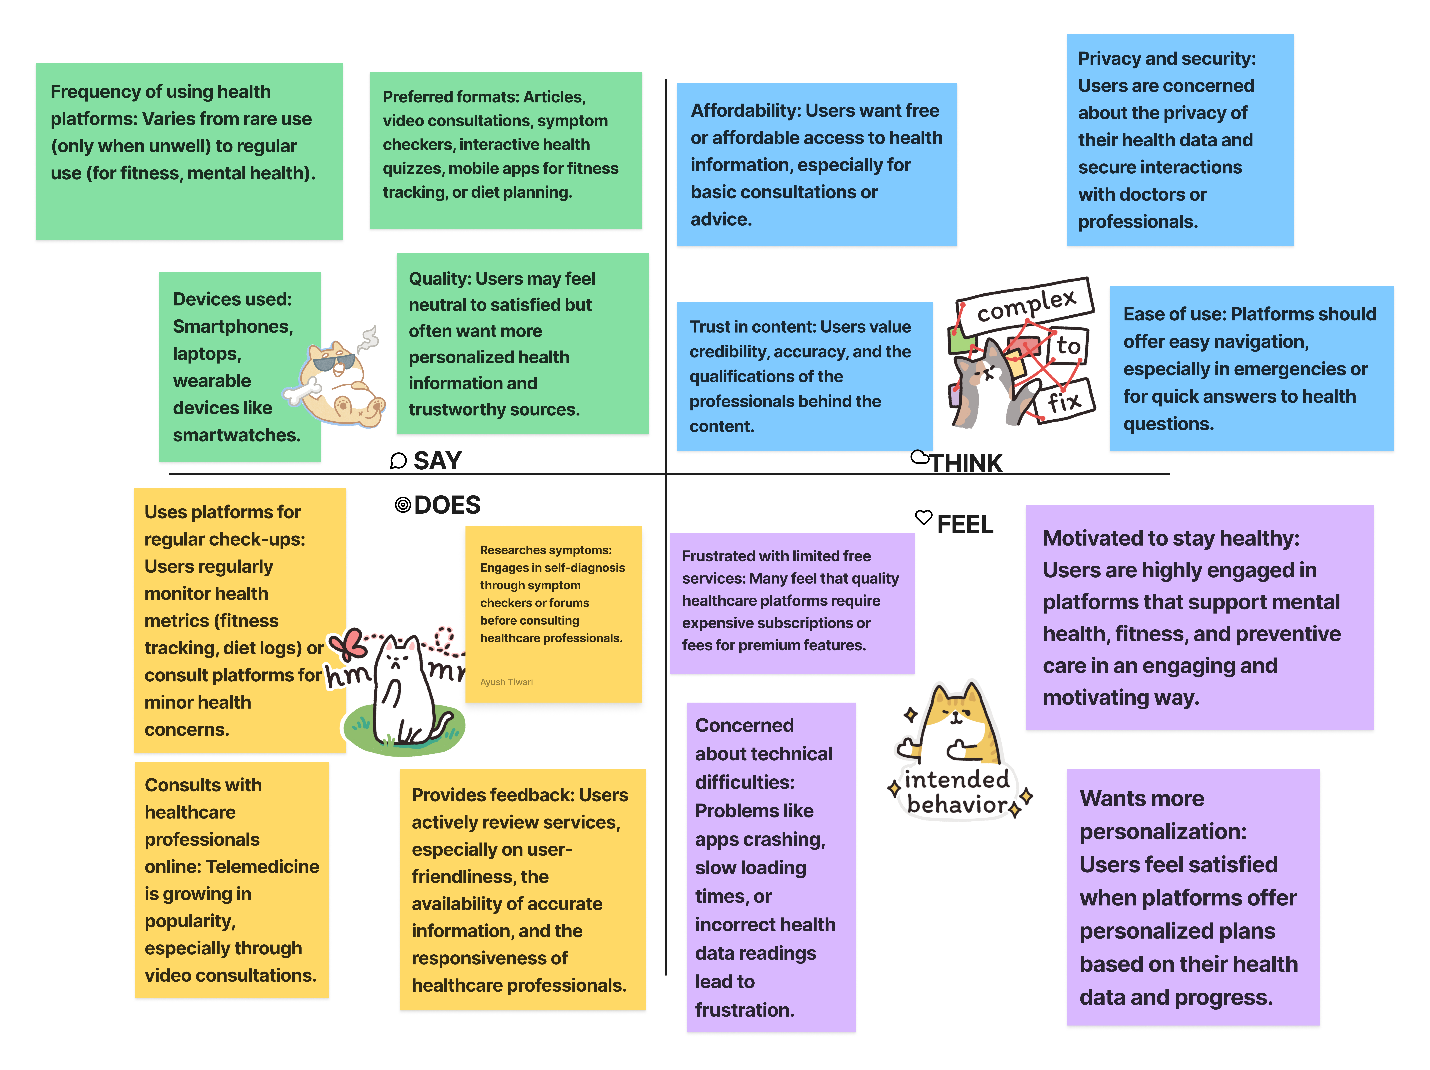 Frequency of using health
platforms: Varies from rare use
(only when unwell) to regular
use (for fitness, mental health).
Preferred formats: Articles,
video consultations, symptom
checkers, interactive health
quizzes, mobile apps for fitness
tracking, or diet planning.
Devices used:
Smartphones,
laptops,
wearable
devices like
smartwatches.
Quality: Users may feel
neutral to satisfied but
often want more
personalized health
information and
trustworthy sources.
SAY
Affordability: Users want free
or affordable access to health
information, especially for
basic consultations or
advice.
Privacy and security:
Users are concerned
about the privacy of
their health data and
secure interactions
with doctors or
professionals.
Trust in content: Users value
credibility, accuracy, and the
qualifications of the
professionals behind the
content.
complex
to
fix
Ease of use: Platforms should
offer easy navigation,
especially in emergencies or
for quick answers to health
questions.
THINK
DOES
Uses platforms for
regular check-ups:
Users regularly
monitor health
metrics (fitness
tracking, diet logs) or
consult platforms for
minor health
concerns.
hm
Researches symptoms:
Engages in self-diagnosis
through symptom
checkers or forums
before consulting
healthcare professionals.
Ayush Tiwari
Consults with
healthcare
professionals
online: Telemedicine
is growing in
popularity,
especially through
video consultations.
Provides feedback: Users
actively review services,
especially on user-
friendliness, the
availability of accurate
information, and the
responsiveness of
healthcare professionals.
FEEL
Frustrated with limited free
services: Many feel that quality
healthcare platforms require
expensive subscriptions or
fees for premium features.
Motivated to stay healthy:
Users are highly engaged in
platforms that support mental
health, fitness, and preventive
care in an engaging and
motivating way.
Concerned
about technical
difficulties:
Problems like
apps crashing,
slow loading
times, or
incorrect health
data readings
lead to
frustration.
intended
behavior
Wants more
personalization:
Users feel satisfied
when platforms offer
personalized plans
based on their health
data and progress.